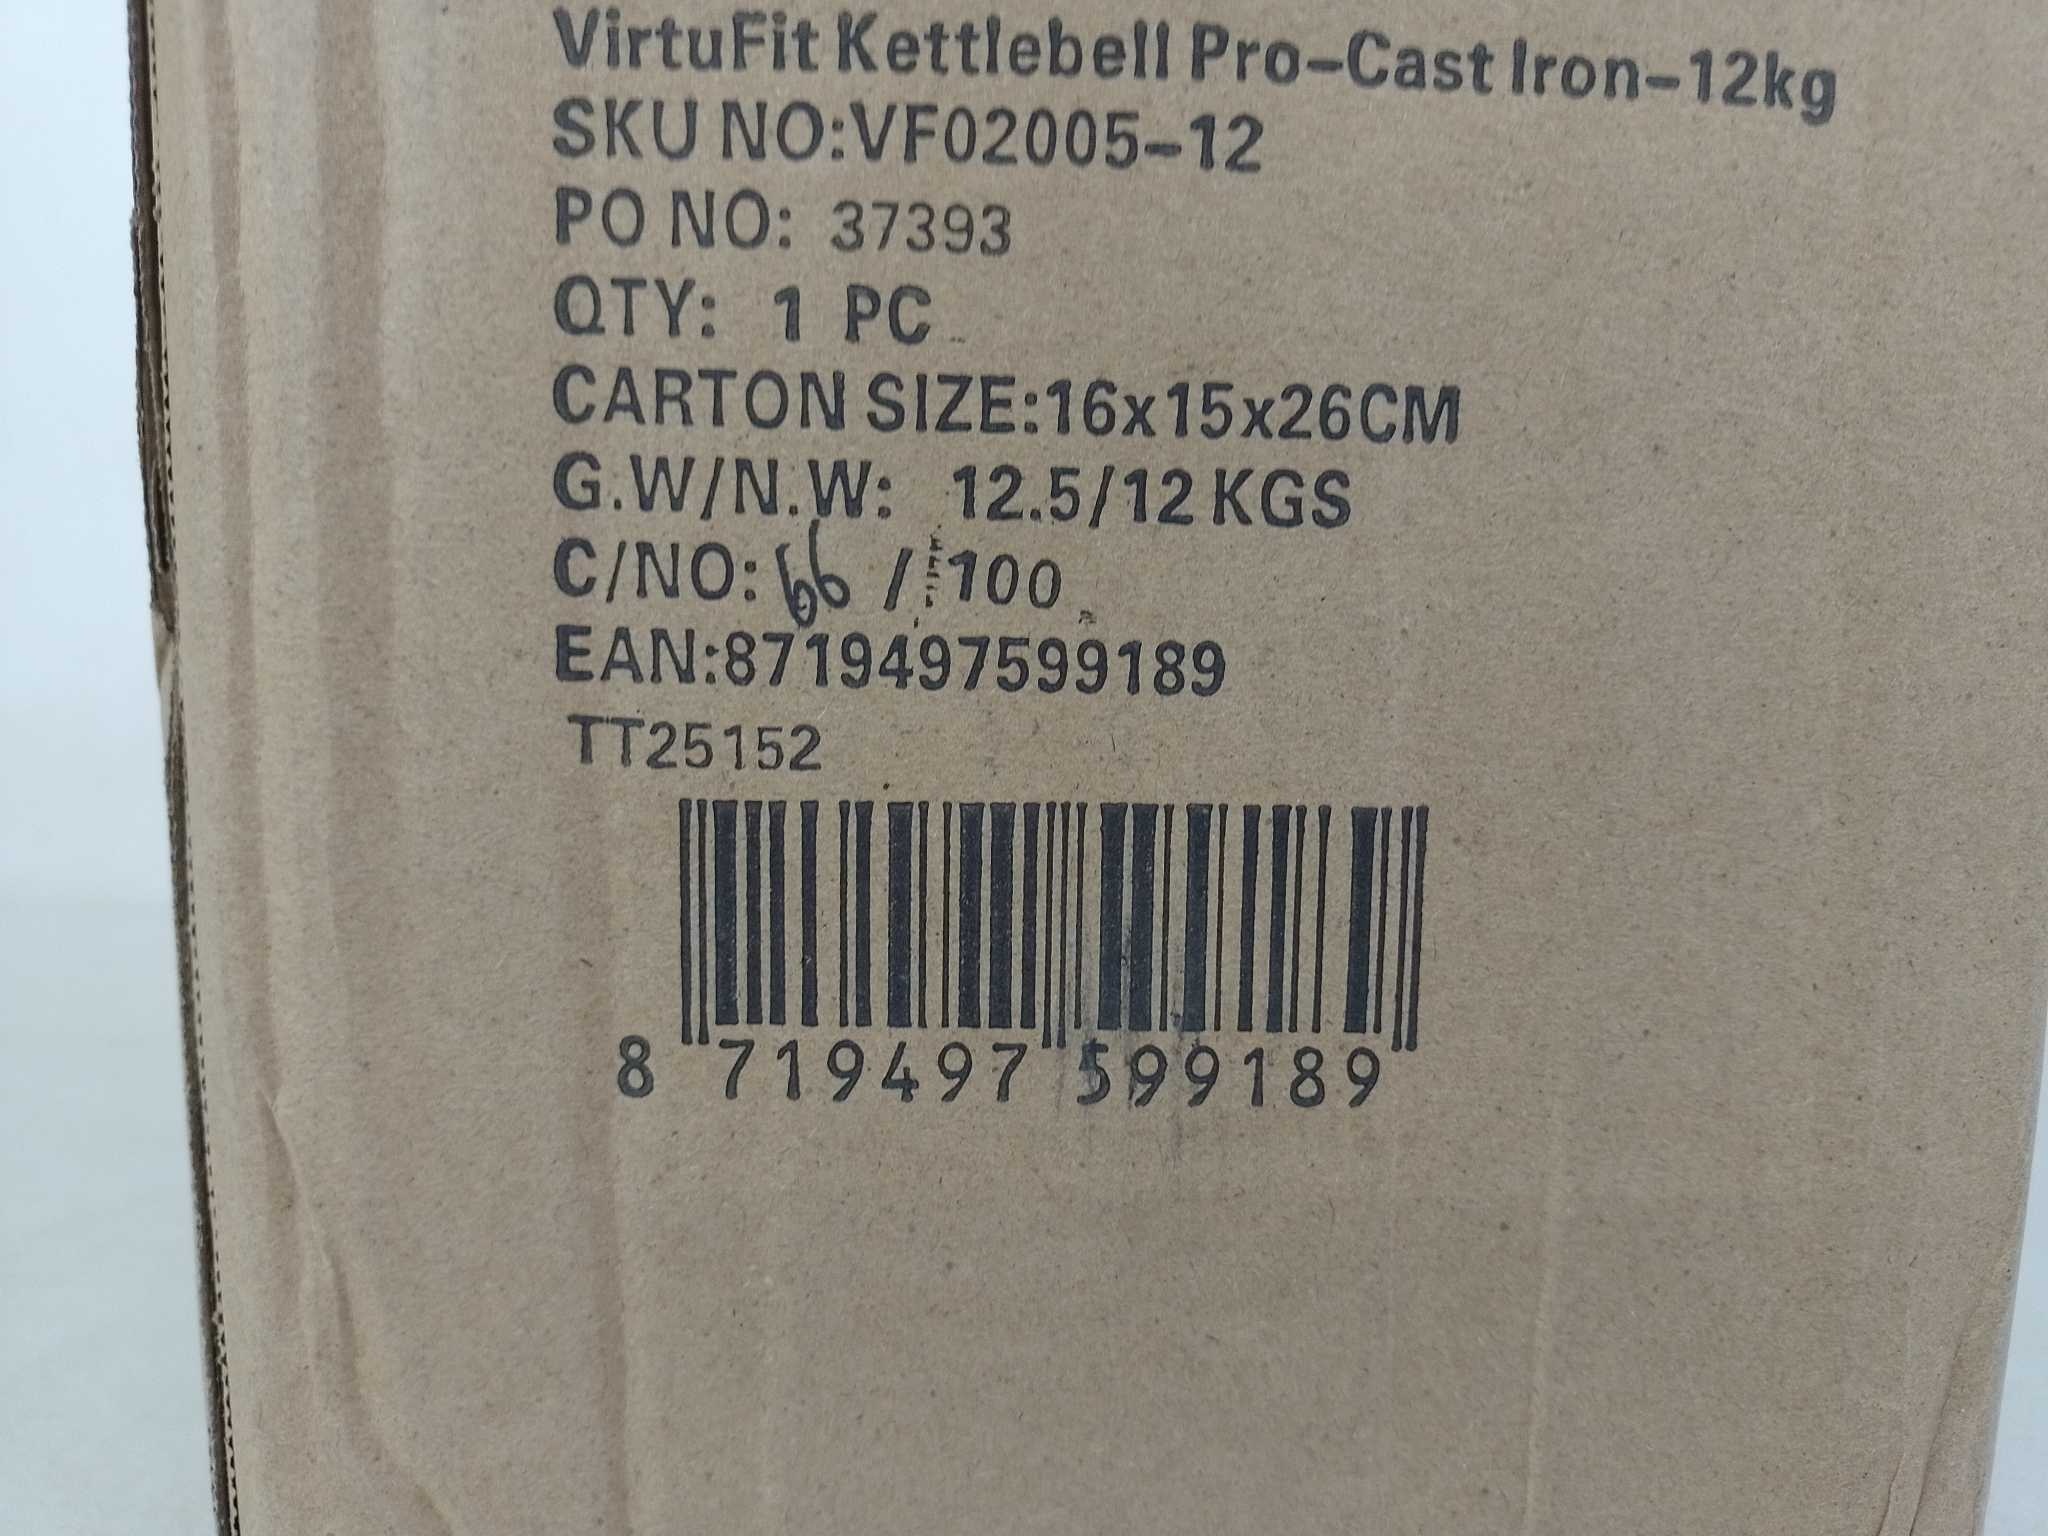 VirtuFit Kettlebell Pro-Cast Iron-12kg
SKU NO:VF02005-12
PO NO: 37393
QTY: 1 PC
CARTON SIZE:16x15x26CM
G.W/N.W: 12.5/12 KGS
C/NO: 66 / 100
EAN:8719497599189
TT25152
8 719497 599189